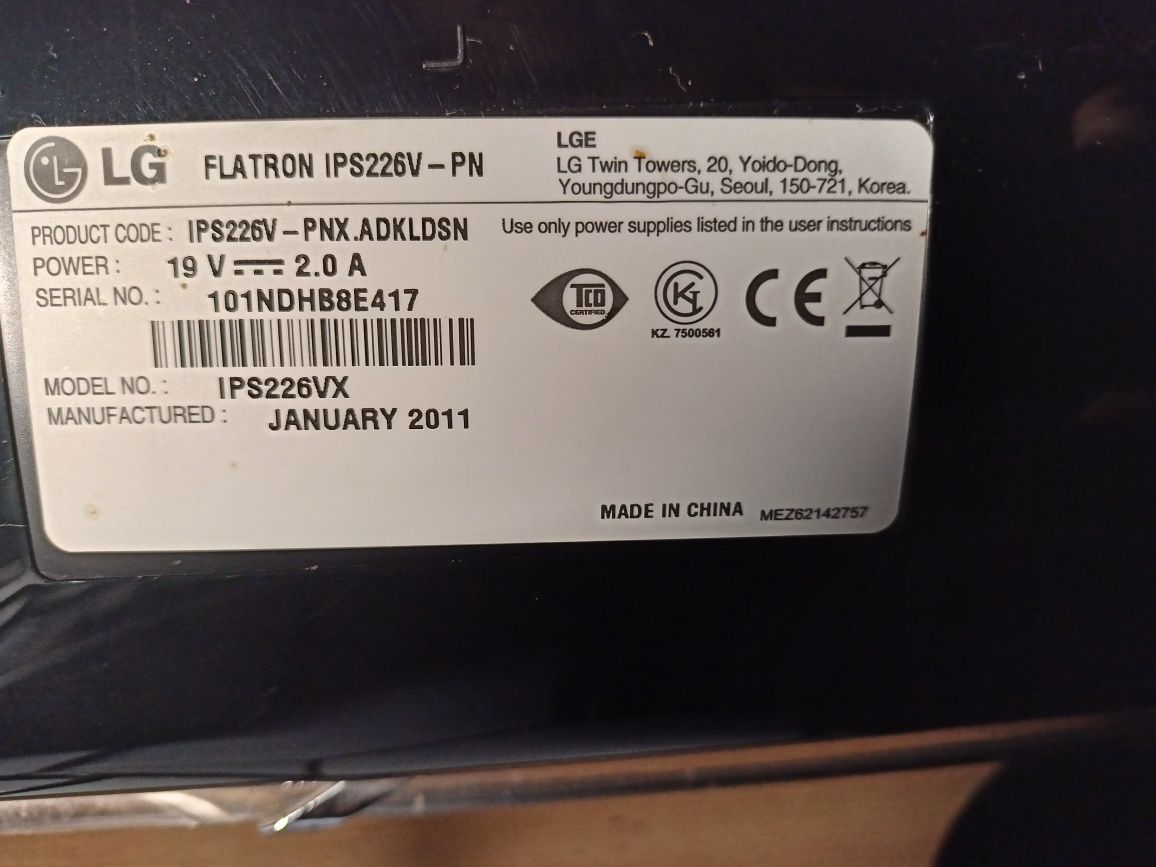 LG FLATRON IPS226V-PN
LGE
LG Twin Towers, 20, Yoido-Dong,
Youngdungpo-Gu, Seoul, 150-721, Korea.
PRODUCT CODE : IPS226V-PNX.ADKLDSN
POWER : 19 V 2.0 A
SERIAL NO. : 101NDHB8E417
MODEL NO. : IPS226VX
MANUFACTURED : JANUARY 2011
Use only power supplies listed in the user instructions
TCO
CERTIFIED
KZ. 7500561
CE
MADE IN CHINA MEZ62142757